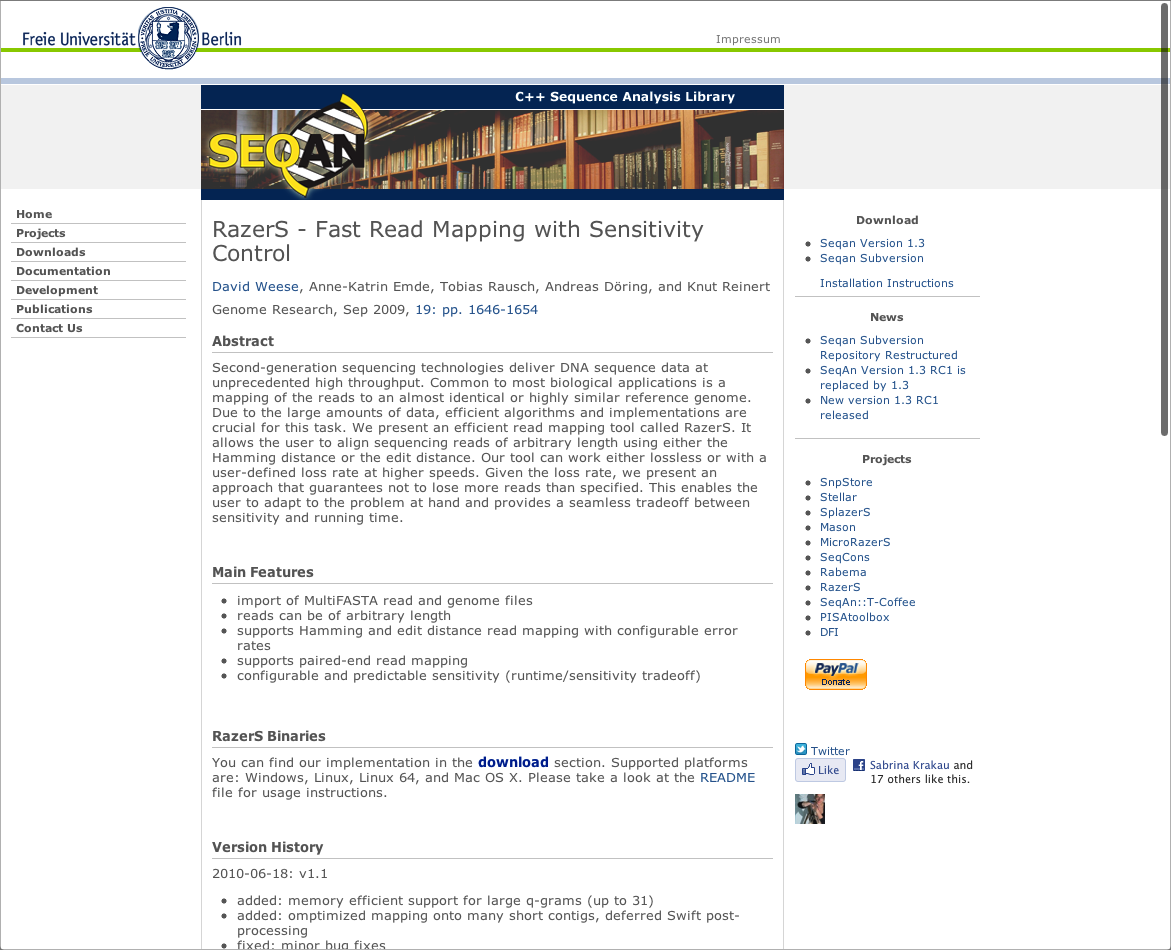 Freie Universität Berlin
Impressum
C++ Sequence Analysis Library
SEQAN
Home
Projects
Downloads
Documentation
Development
Publications
Contact Us
RazerS - Fast Read Mapping with Sensitivity
Control
David Weese, Anne-Katrin Emde, Tobias Rausch, Andreas Döring, and Knut Reinert
Genome Research, Sep 2009, 19: pp. 1646-1654
Abstract
Second-generation sequencing technologies deliver DNA sequence data at
unprecedented high throughput. Common to most biological applications is a
mapping of the reads to an almost identical or highly similar reference genome.
Due to the large amounts of data, efficient algorithms and implementations are
crucial for this task. We present an efficient read mapping tool called RazerS. It
allows the user to align sequencing reads of arbitrary length using either the
Hamming distance or the edit distance. Our tool can work either lossless or with a
user-defined loss rate at higher speeds. Given the loss rate, we present an
approach that guarantees not to lose more reads than specified. This enables the
user to adapt to the problem at hand and provides a seamless tradeoff between
sensitivity and running time.
Main Features
import of MultiFASTA read and genome files
reads can be of arbitrary length
supports Hamming and edit distance read mapping with configurable error
rates
supports paired-end read mapping
configurable and predictable sensitivity (runtime/sensitivity tradeoff)
RazerS Binaries
You can find our implementation in the download section. Supported platforms
are: Windows, Linux, Linux 64, and Mac OS X. Please take a look at the README
file for usage instructions.
Version History
2010-06-18: v1.1
added: memory efficient support for large q-grams (up to 31)
added: omptimized mapping onto many short contigs, deferred Swift post-
processing
fixed: minor bug fixes
Download
Seqan Version 1.3
Seqan Subversion
Installation Instructions
News
Seqan Subversion
Repository Restructured
SeqAn Version 1.3 RC1 is
replaced by 1.3
New version 1.3 RC1
released
Projects
SnpStore
Stellar
SplazerS
Mason
MicroRazerS
SeqCons
Rabema
RazerS
SeqAn::T-Coffee
PISAtoolbox
DFI
PayPal
Donate
Twitter
Like
Sabrina Krakau and
17 others like this.